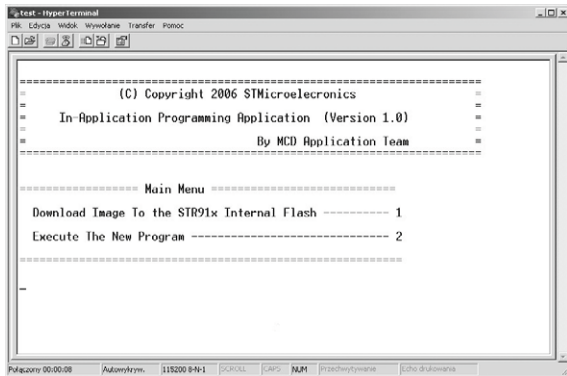 test - HyperTerminal
Plik Edycja Widok Wywołanie Transfer Pomoc
=======================================================================
= (C) Copyright 2006 STMicroelecronics =
= =
= In-Application Programming Application (Version 1.0) =
= =
= By MCD Application Team =
=======================================================================
================== Main Menu ============================
Download Image To the STR91x Internal Flash ---------- 1
Execute The New Program ------------------------------ 2
===========================================================
_
Połączony 00:00:08 Autowykryw. 115200 8-N-1 SCROLL CAPS NUM Przechwytywanie Echo drukowania